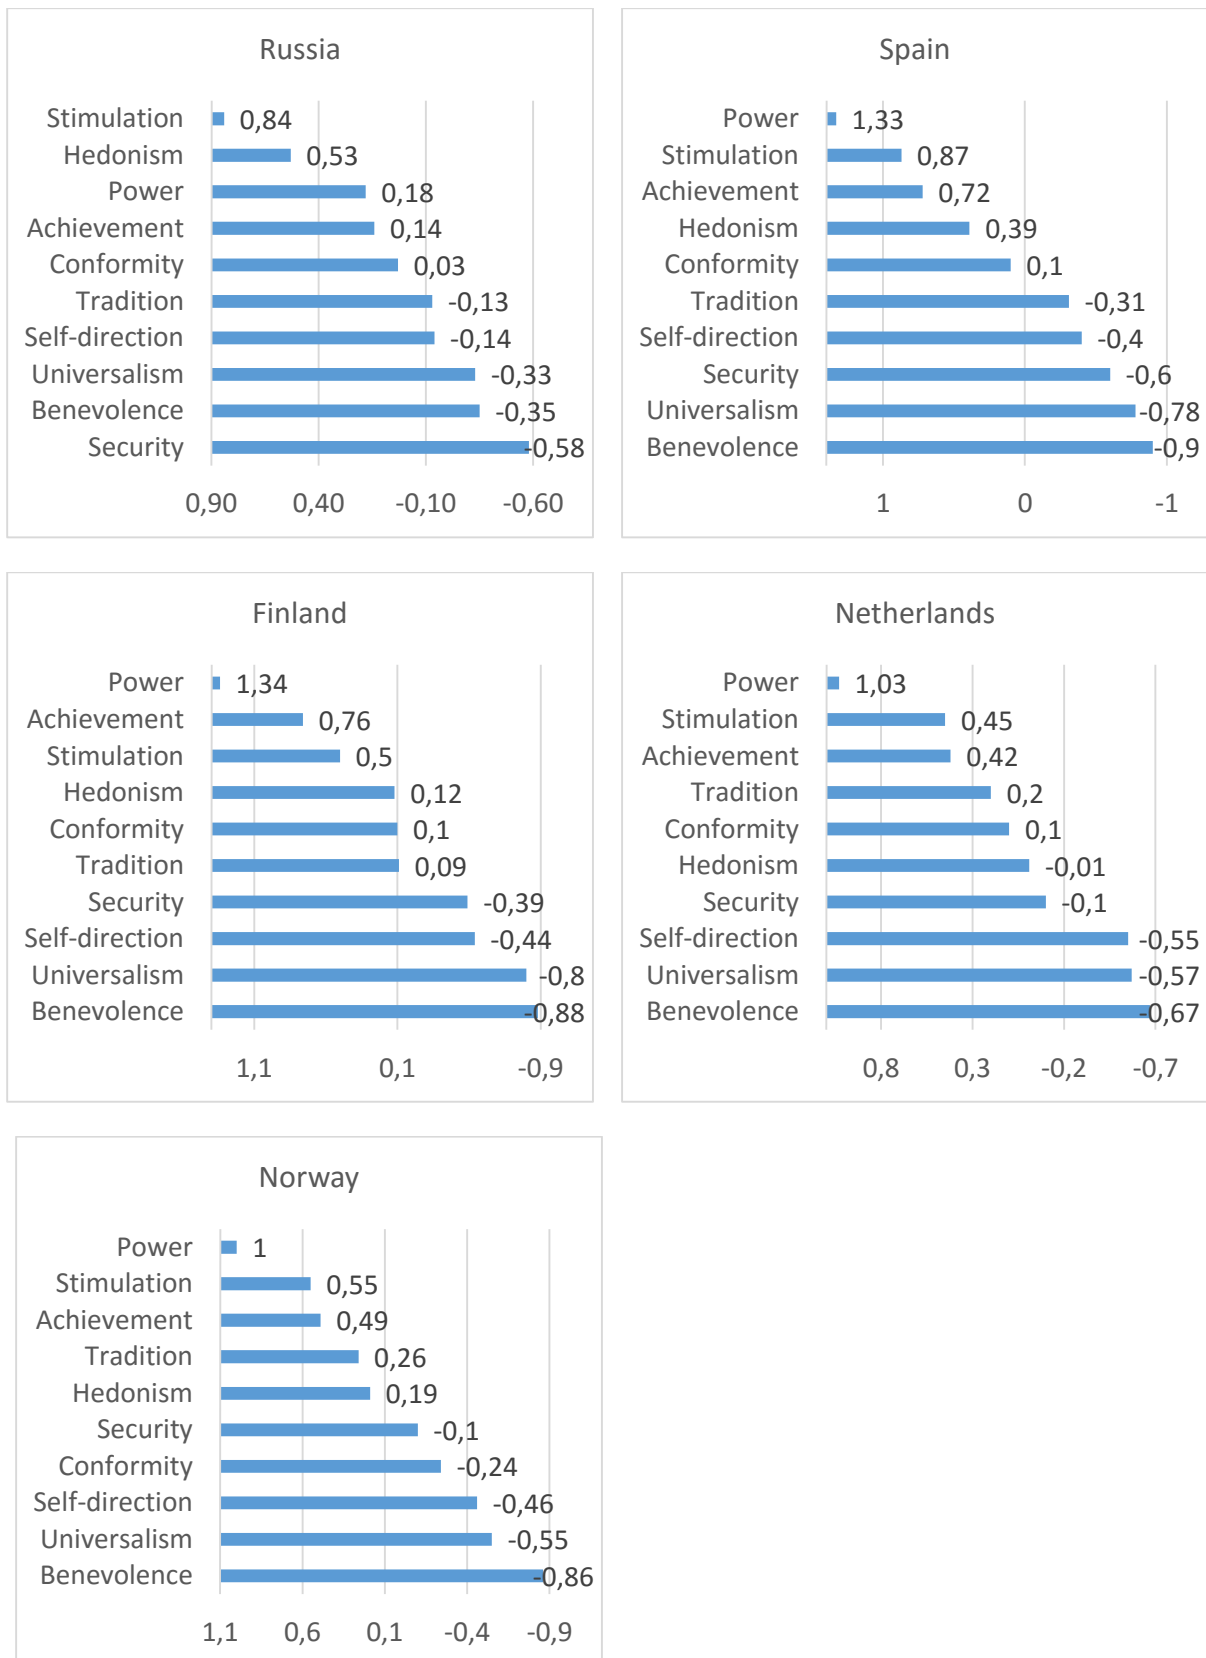 Russia
Stimulation 0,84
Hedonism 0,53
Power 0,18
Achievement 0,14
Conformity 0,03
Tradition -0,13
Self-direction -0,14
Universalism -0,33
Benevolence -0,35
Security -0,58
0,90 0,40 -0,10 -0,60
Spain
Power 1,33
Stimulation 0,87
Achievement 0,72
Hedonism 0,39
Conformity 0,1
Tradition -0,31
Self-direction -0,4
Security -0,6
Universalism -0,78
Benevolence -0,9
1 0 -1
Finland
Power 1,34
Achievement 0,76
Stimulation 0,5
Hedonism 0,12
Conformity 0,1
Tradition 0,09
Security -0,39
Self-direction -0,44
Universalism -0,8
Benevolence -0,88
1,1 0,1 -0,9
Netherlands
Power 1,03
Stimulation 0,45
Achievement 0,42
Tradition 0,2
Conformity 0,1
Hedonism -0,01
Security -0,1
Self-direction -0,55
Universalism -0,57
Benevolence -0,67
0,8 0,3 -0,2 -0,7
Norway
Power 1
Stimulation 0,55
Achievement 0,49
Tradition 0,26
Hedonism 0,19
Security -0,1
Conformity -0,24
Self-direction -0,46
Universalism -0,55
Benevolence -0,86
1,1 0,6 0,1 -0,4 -0,9